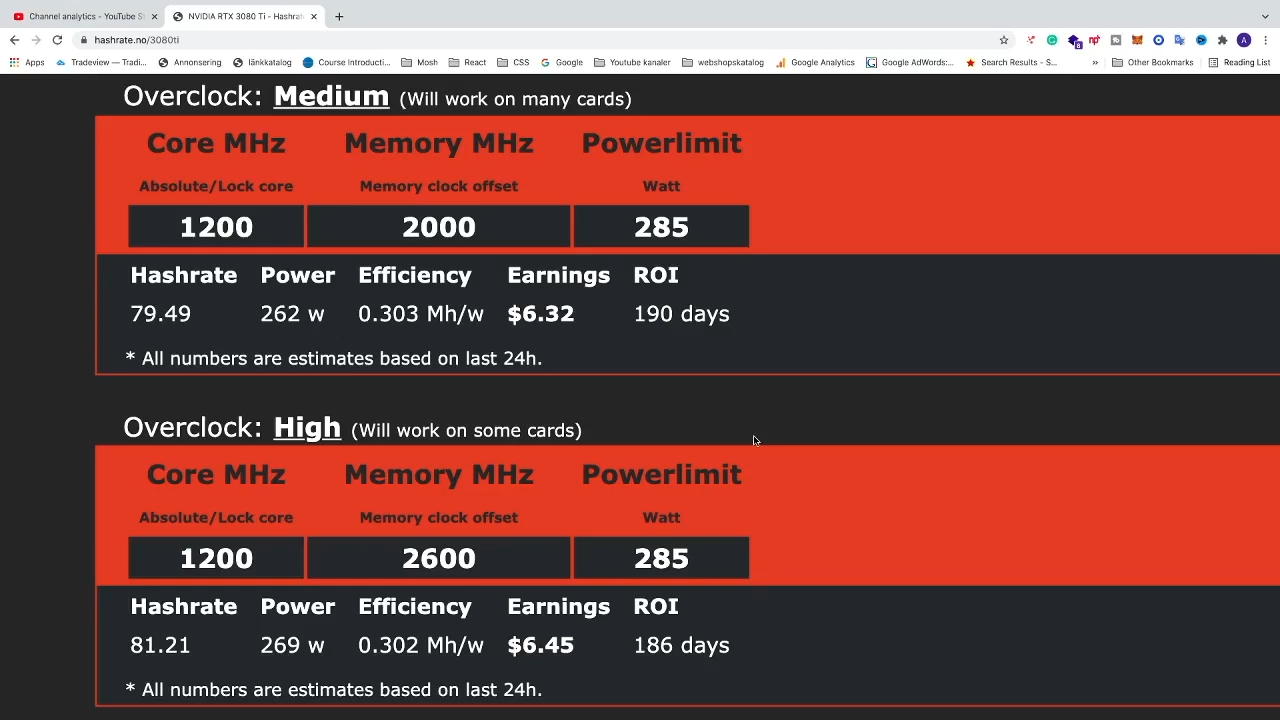 Channel analytics - YouTube S
NVIDIA RTX 3080 Ti - Hashrat
hashrate.no/3080ti
A
Apps
Tradeview -- Tradi...
Annonsering
länkkatalog
Course Introducti...
Mosh
React
CSS
Google
Youtube kanaler
webshopskatalog
Google Analytics
Google AdWords:...
Search Results - S...
»
Other Bookmarks
Reading List
Overclock: Medium (Will work on many cards)
Core MHz Memory MHz Powerlimit
Absolute/Lock core Memory clock offset Watt
1200 2000 285
Hashrate Power Efficiency Earnings ROI
79.49 262 w 0.303 Mh/w $6.32 190 days
* All numbers are estimates based on last 24h.
Overclock: High (Will work on some cards)
Core MHz Memory MHz Powerlimit
Absolute/Lock core Memory clock offset Watt
1200 2600 285
Hashrate Power Efficiency Earnings ROI
81.21 269 w 0.302 Mh/w $6.45 186 days
* All numbers are estimates based on last 24h.